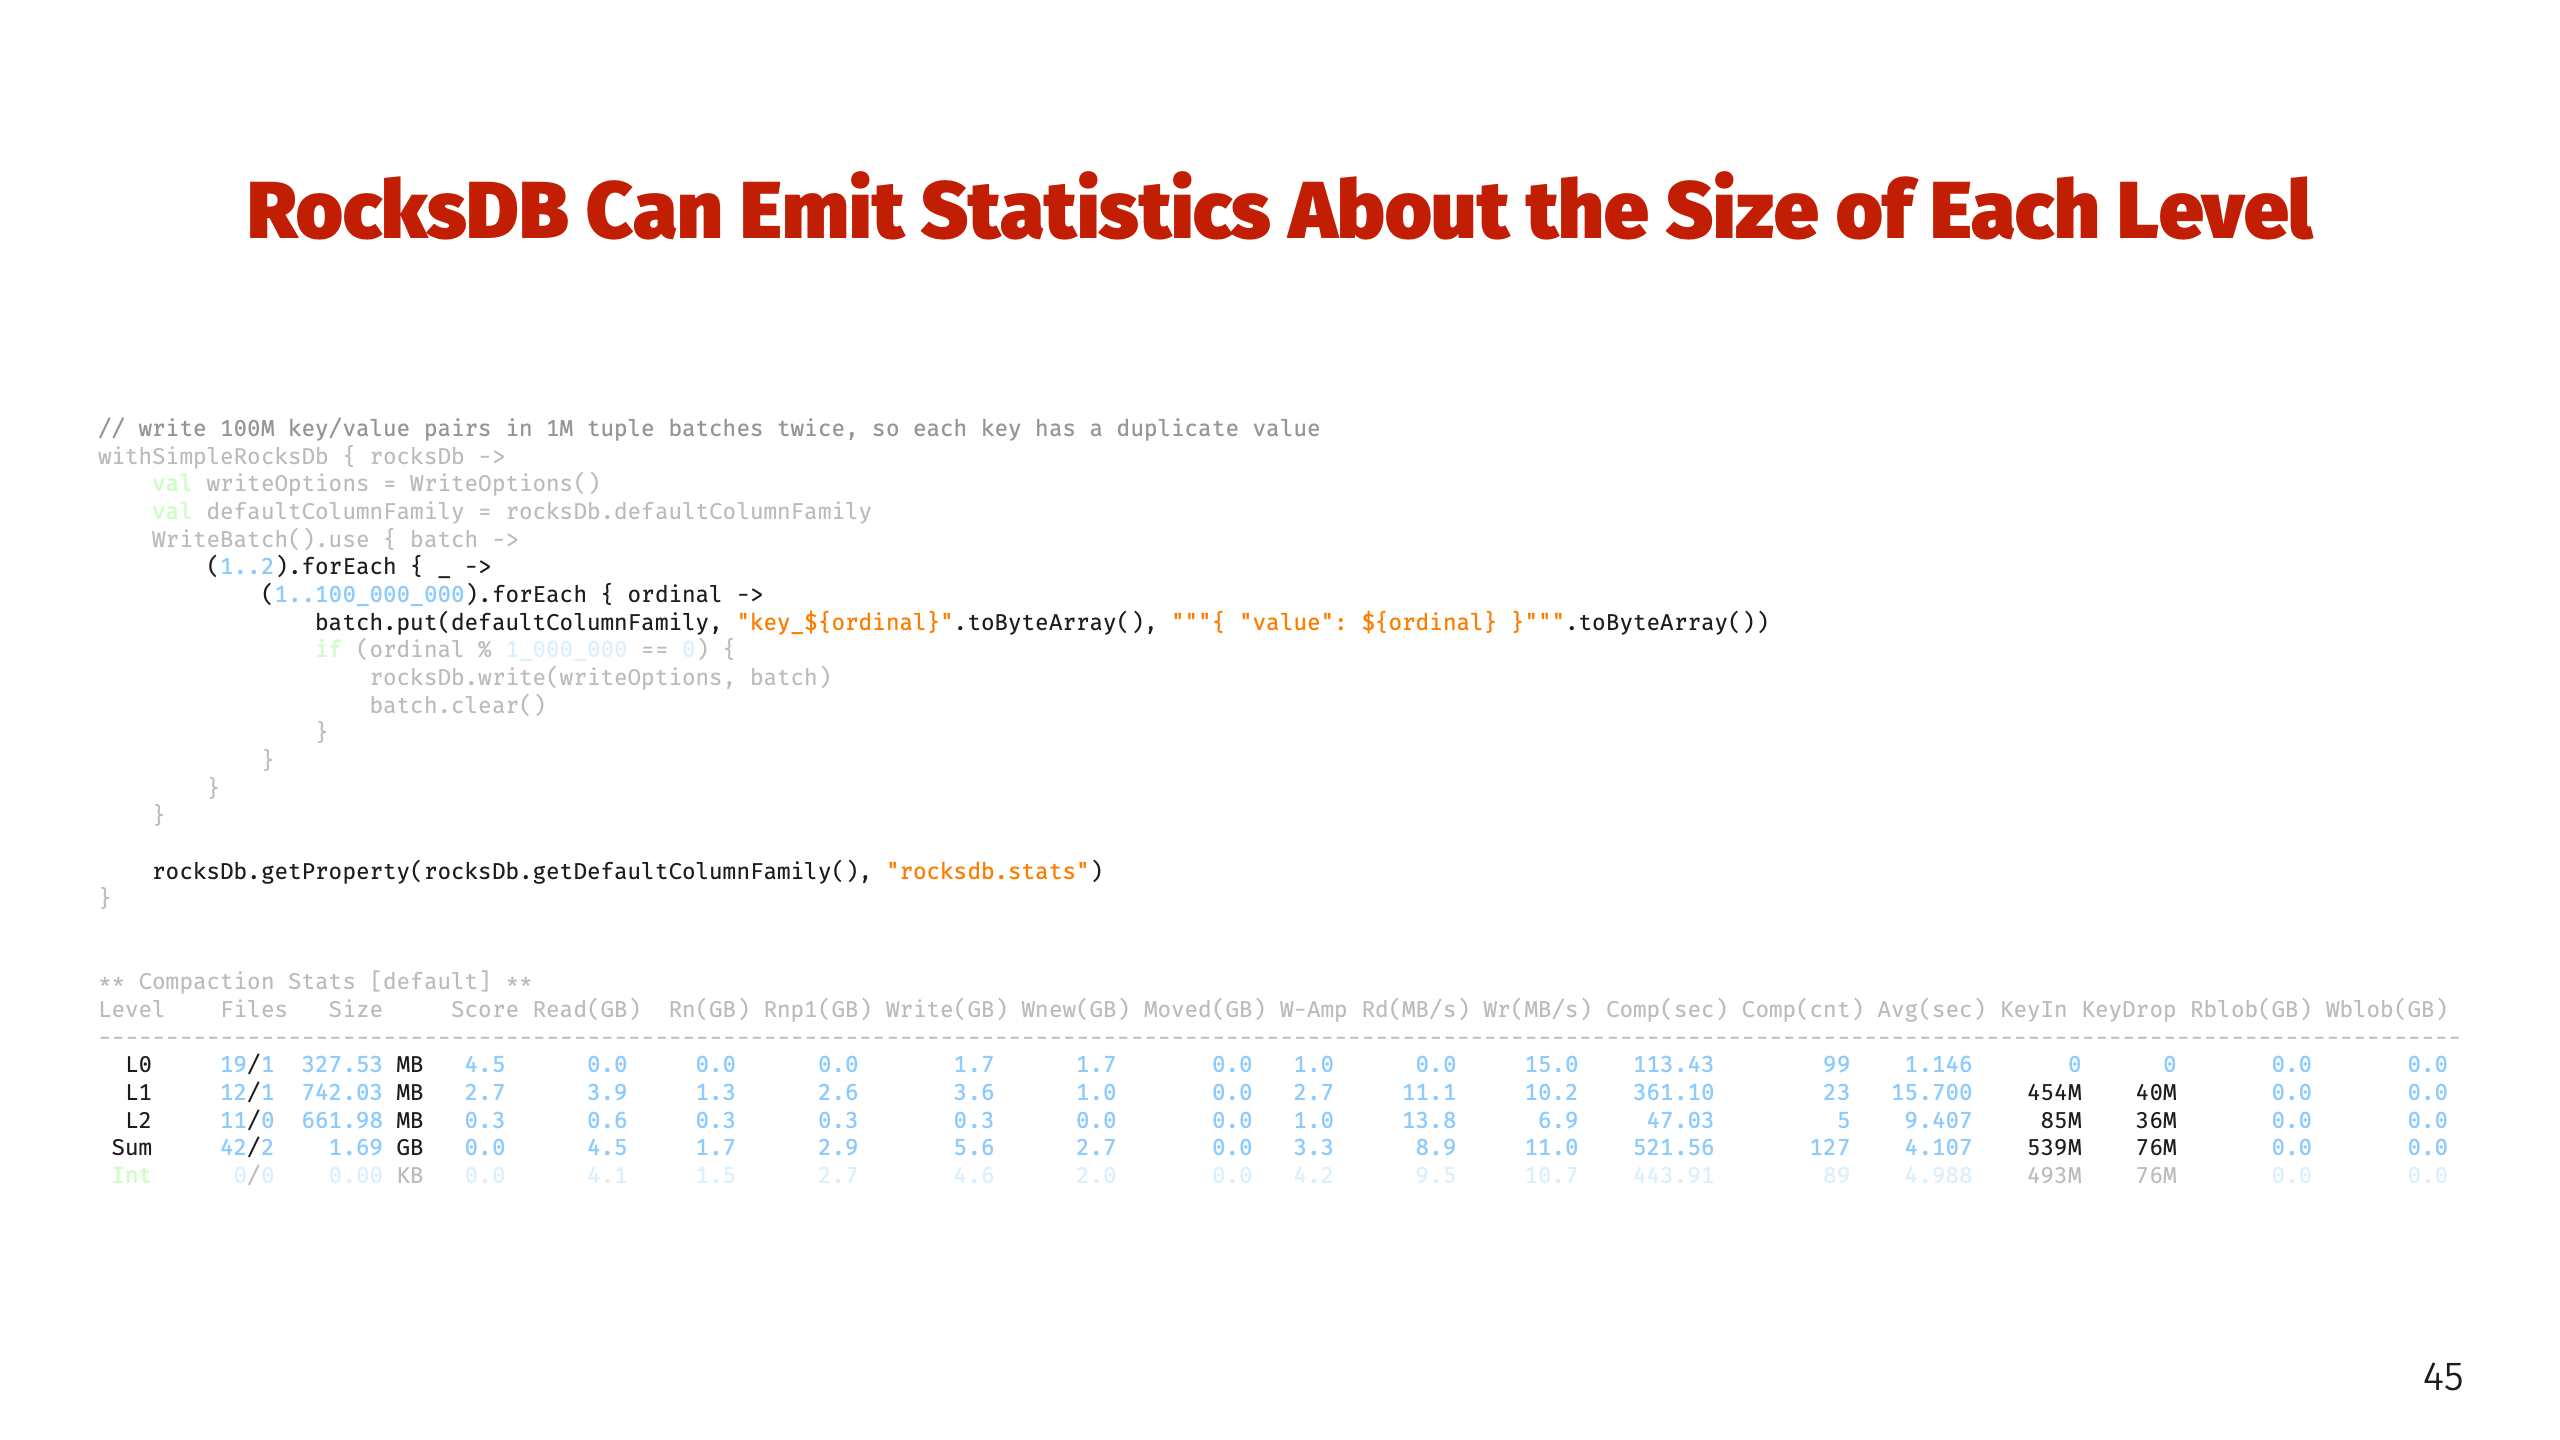 RocksDB Can Emit Statistics About the Size of Each Level
// write 100M key/value pairs in 1M tuple batches twice, so each key has a duplicate value
withSimpleRocksDb { rocksDb ->
    val writeOptions = WriteOptions()
    val defaultColumnFamily = rocksDb.defaultColumnFamily
    WriteBatch().use { batch ->
        (1..2).forEach { _ ->
            (1..100_000_000).forEach { ordinal ->
                batch.put(defaultColumnFamily, "key_${ordinal}".toByteArray(), """{ "value": ${ordinal} }""".toByteArray())
                if (ordinal % 1_000_000 == 0) {
                    rocksDb.write(writeOptions, batch)
                    batch.clear()
                }
            }
        }
    }
    rocksDb.getProperty(rocksDb.getDefaultColumnFamily(), "rocksdb.stats")
}
** Compaction Stats [default] **
Level    Files   Size     Score Read(GB)  Rn(GB) Rnp1(GB) Write(GB) Wnew(GB) Moved(GB) W-Amp Rd(MB/s) Wr(MB/s) Comp(sec) Comp(cnt) Avg(sec) KeyIn KeyDrop Rblob(GB) Wblob(GB)
------------------------------------------------------------------------------------------------------------------------------------------------------------------------------
  L0     19/1  327.53 MB   4.5      0.0     0.0      0.0       1.7      1.7       0.0   1.0      0.0     15.0    113.43        99    1.146     0      0       0.0       0.0
  L1     12/1  742.03 MB   2.7      3.9     1.3      2.6       3.6      1.0       0.0   2.7     11.1     10.2    361.10        23   15.700  454M    40M       0.0       0.0
  L2     11/0  661.98 MB   0.3      0.6     0.3      0.3       0.3      0.0       0.0   1.0     13.8      6.9     47.03         5    9.407   85M    36M       0.0       0.0
 Sum     42/2    1.69 GB   0.0      4.5     1.7      2.9       5.6      2.7       0.0   3.3      8.9     11.0    521.56       127    4.107  539M    76M       0.0       0.0
 Int      0/0    0.00 KB   0.0      4.1     1.5      2.7       4.6      2.0       0.0   4.2      9.5     10.7    443.91        89    4.988  493M    76M       0.0       0.0
45